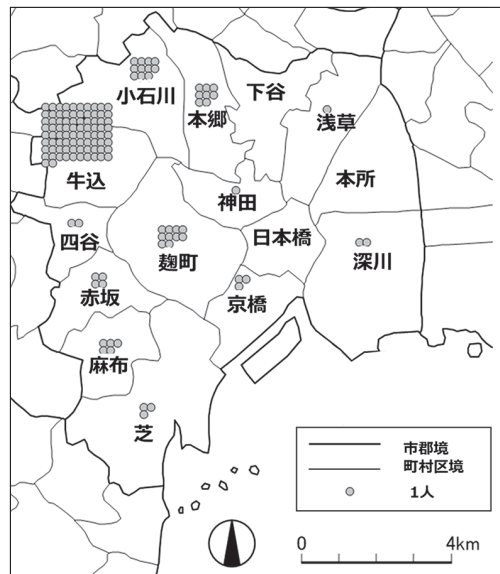 小石川
本郷
下谷
浅草
牛込
本所
神田
四谷
麹町
日本橋
深川
赤坂
京橋
麻布
芝
市郡境
町村区境
1人
0
4km